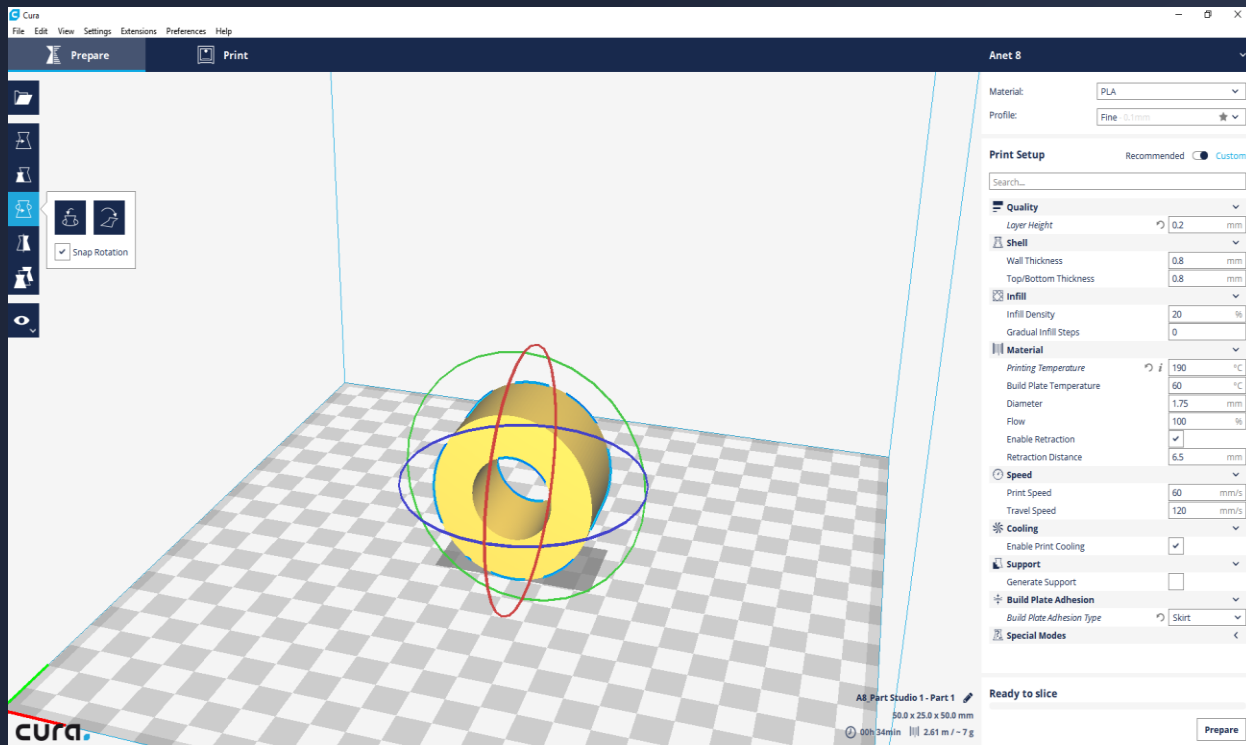 Cura
File Edit View Settings Extensions Preferences Help
Prepare Print Anet 8
Material: PLA
Profile: Fine - 0.1mm
Print Setup Recommended Custom
Search...
Quality
Layer Height 0.2 mm
Shell
Wall Thickness 0.8 mm
Top/Bottom Thickness 0.8 mm
Infill
Infill Density 20 %
Gradual Infill Steps 0
Material
Printing Temperature i 190 °C
Build Plate Temperature 60 °C
Diameter 1.75 mm
Flow 100 %
Enable Retraction
Retraction Distance 6.5 mm
Speed
Print Speed 60 mm/s
Travel Speed 120 mm/s
Cooling
Enable Print Cooling
Support
Generate Support
Build Plate Adhesion
Build Plate Adhesion Type Skirt
Special Modes
Snap Rotation
A8_Part Studio 1 - Part 1
50.0 x 25.0 x 50.0 mm
00h 34min 2.61 m / ~ 7 g
Ready to slice
Prepare
cura.